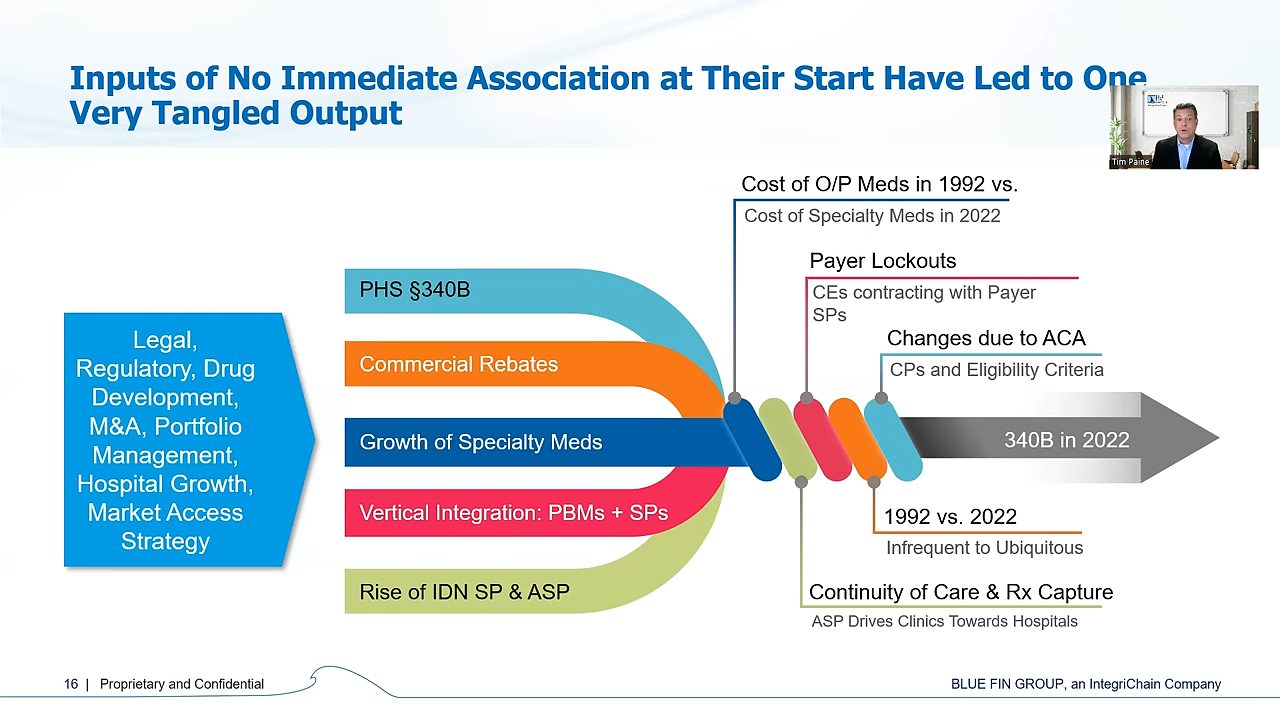 Inputs of No Immediate Association at Their Start Have Led to One
Very Tangled Output
Tim Paine
Cost of O/P Meds in 1992 vs.
Cost of Specialty Meds in 2022
Payer Lockouts
CEs contracting with Payer
SPs
Changes due to ACA
CPs and Eligibility Criteria
Legal,
Regulatory, Drug
Development,
M&A, Portfolio
Management,
Hospital Growth,
Market Access
Strategy
PHS §340B
Commercial Rebates
Growth of Specialty Meds
Vertical Integration: PBMs + SPs
Rise of IDN SP & ASP
340B in 2022
1992 vs. 2022
Infrequent to Ubiquitous
Continuity of Care & Rx Capture
ASP Drives Clinics Towards Hospitals
16 | Proprietary and Confidential
BLUE FIN GROUP, an IntegriChain Company